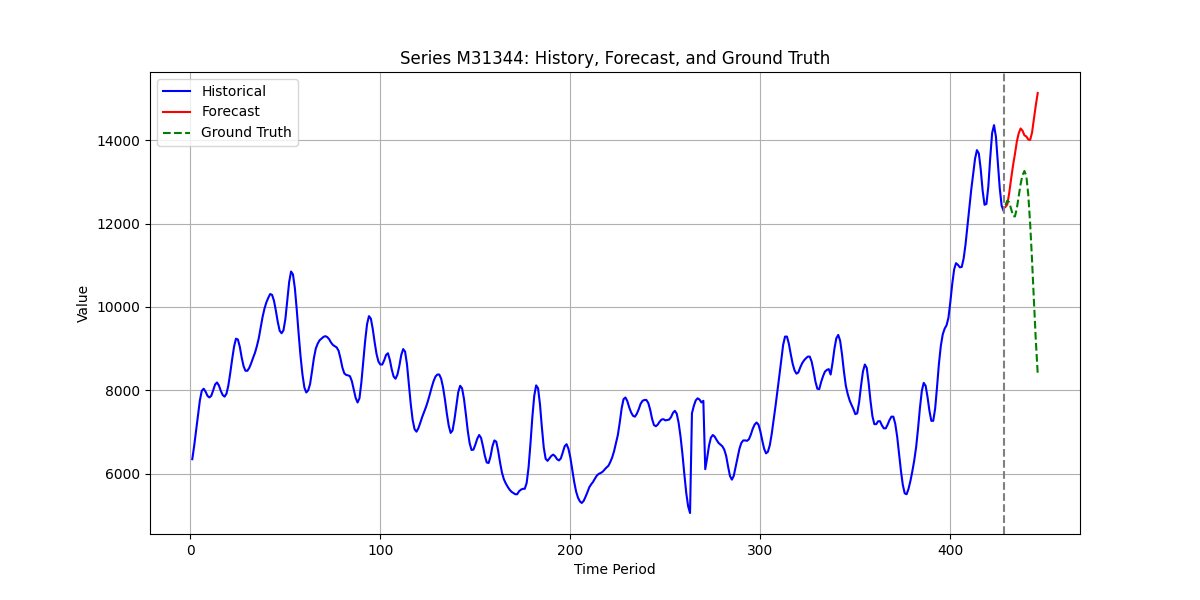 Series M31344: History, Forecast, and Ground Truth
Historical
Forecast
Ground Truth
14000
12000
10000
8000
6000
Value
0 100 200 300 400
Time Period